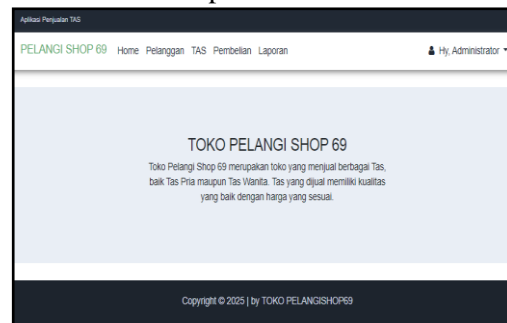 Aplikasi Penjualan TAS
PELANGI SHOP 69 Home Pelanggan TAS Pembelian Laporan Hy, Administrator
TOKO PELANGI SHOP 69
Toko Pelangi Shop 69 merupakan toko yang menjual berbagai Tas,
baik Tas Pria maupun Tas Wanita. Tas yang dijual memiliki kualitas
yang baik dengan harga yang sesuai.
Copyright © 2025 | by TOKO PELANGISHOP69